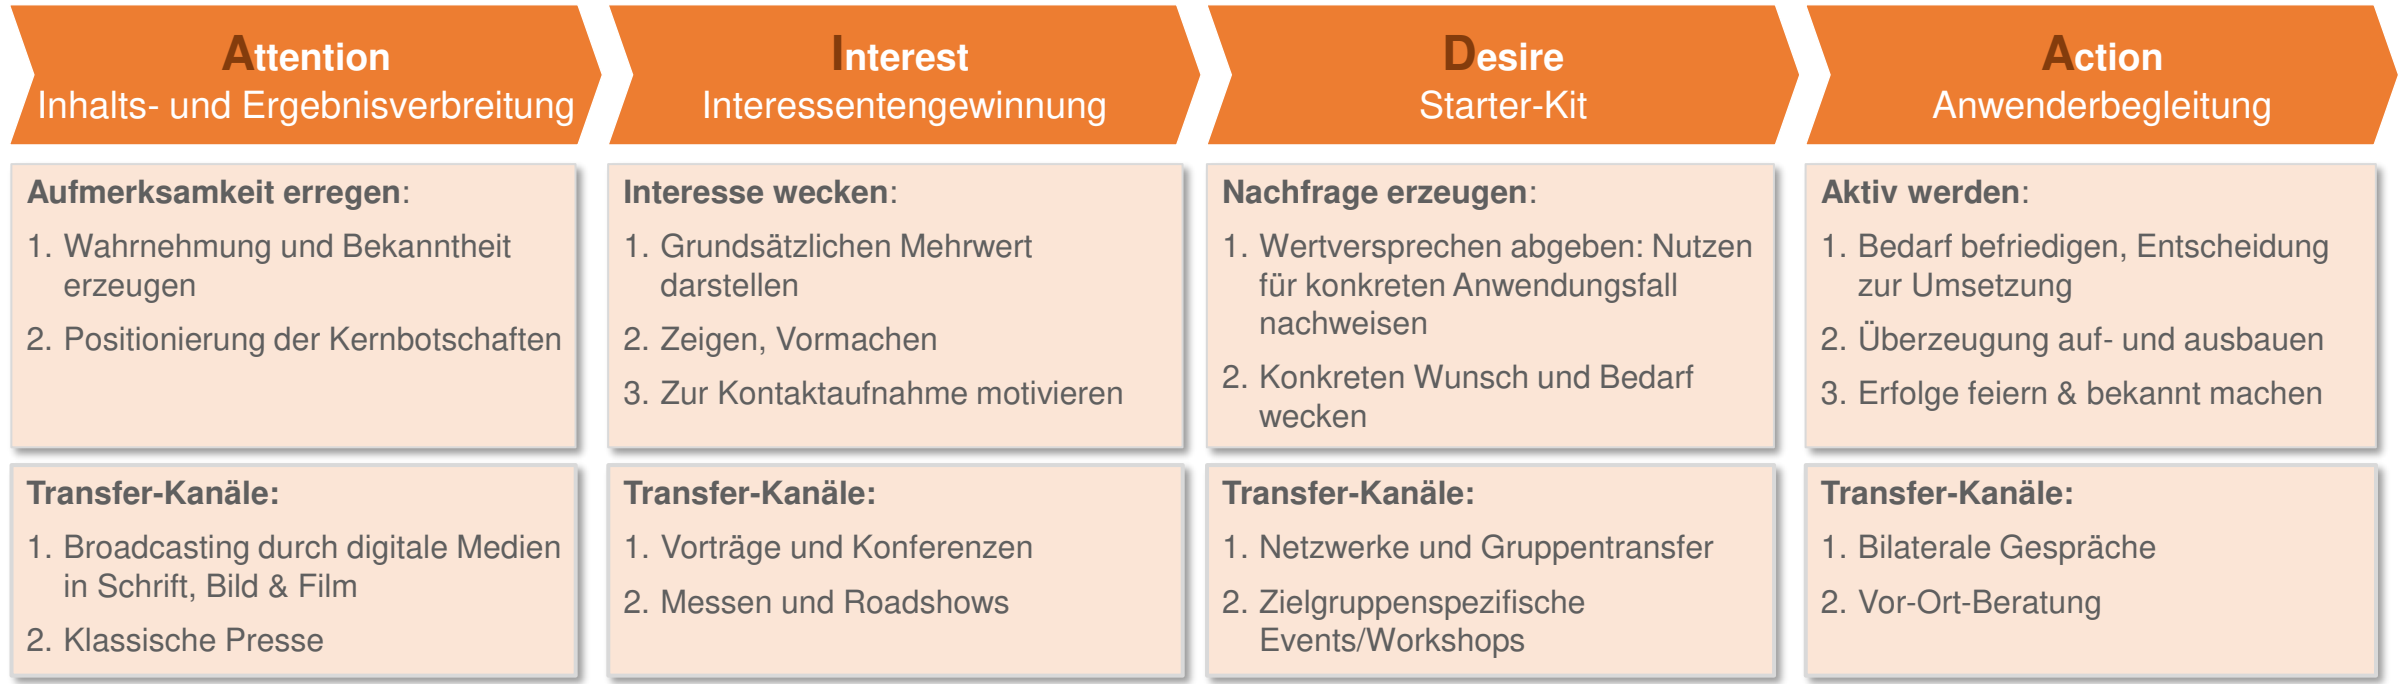 Attention
Inhalts- und Ergebnisverbreitung
Interest
Interessentengewinnung
Desire
Starter-Kit
Action
Anwenderbegleitung
Aufmerksamkeit erregen:
1. Wahrnehmung und Bekanntheit
erzeugen
2. Positionierung der Kernbotschaften
Interesse wecken:
1. Grundsätzlichen Mehrwert
darstellen
2. Zeigen, Vormachen
3. Zur Kontaktaufnahme motivieren
Nachfrage erzeugen:
1. Wertversprechen abgeben: Nutzen
für konkreten Anwendungsfall
nachweisen
2. Konkreten Wunsch und Bedarf
wecken
Aktiv werden:
1. Bedarf befriedigen, Entscheidung
zur Umsetzung
2. Überzeugung auf- und ausbauen
3. Erfolge feiern & bekannt machen
Transfer-Kanäle:
1. Broadcasting durch digitale Medien
in Schrift, Bild & Film
2. Klassische Presse
Transfer-Kanäle:
1. Vorträge und Konferenzen
2. Messen und Roadshows
Transfer-Kanäle:
1. Netzwerke und Gruppentransfer
2. Zielgruppenspezifische
Events/Workshops
Transfer-Kanäle:
1. Bilaterale Gespräche
2. Vor-Ort-Beratung